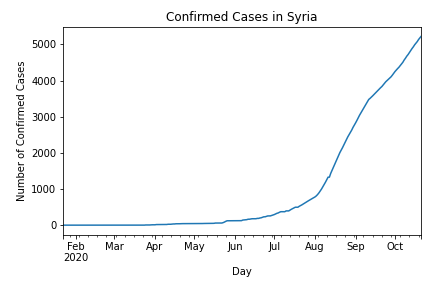 Confirmed Cases in Syria
Number of Confirmed Cases
5000
4000
3000
2000
1000
0
Feb Mar Apr May Jun Jul Aug Sep Oct
2020
Day